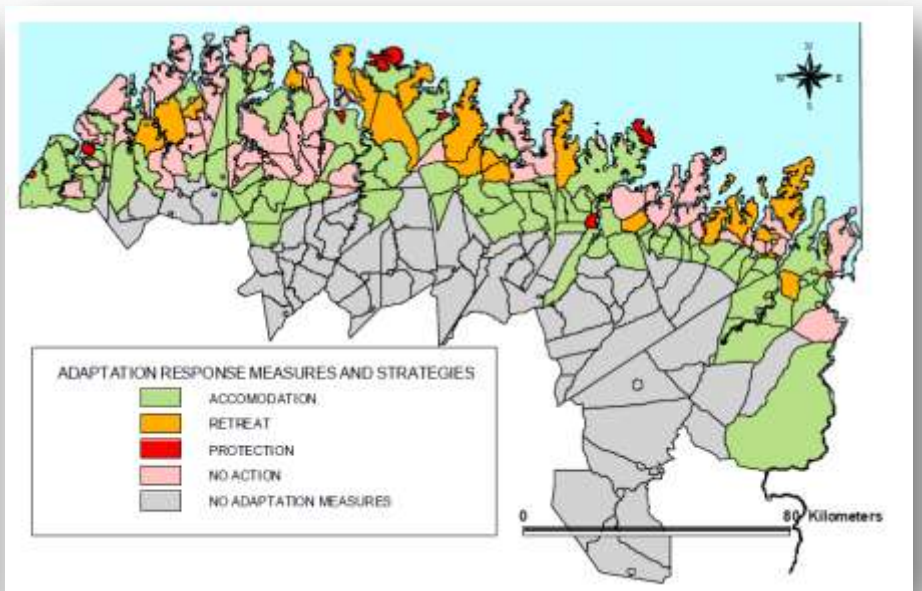 N
W E
S
ADAPTATION RESPONSE MEASURES AND STRATEGIES
ACCOMODATION
RETREAT
PROTECTION
NO ACTION
NO ADAPTATION MEASURES
0 80 Kilometers